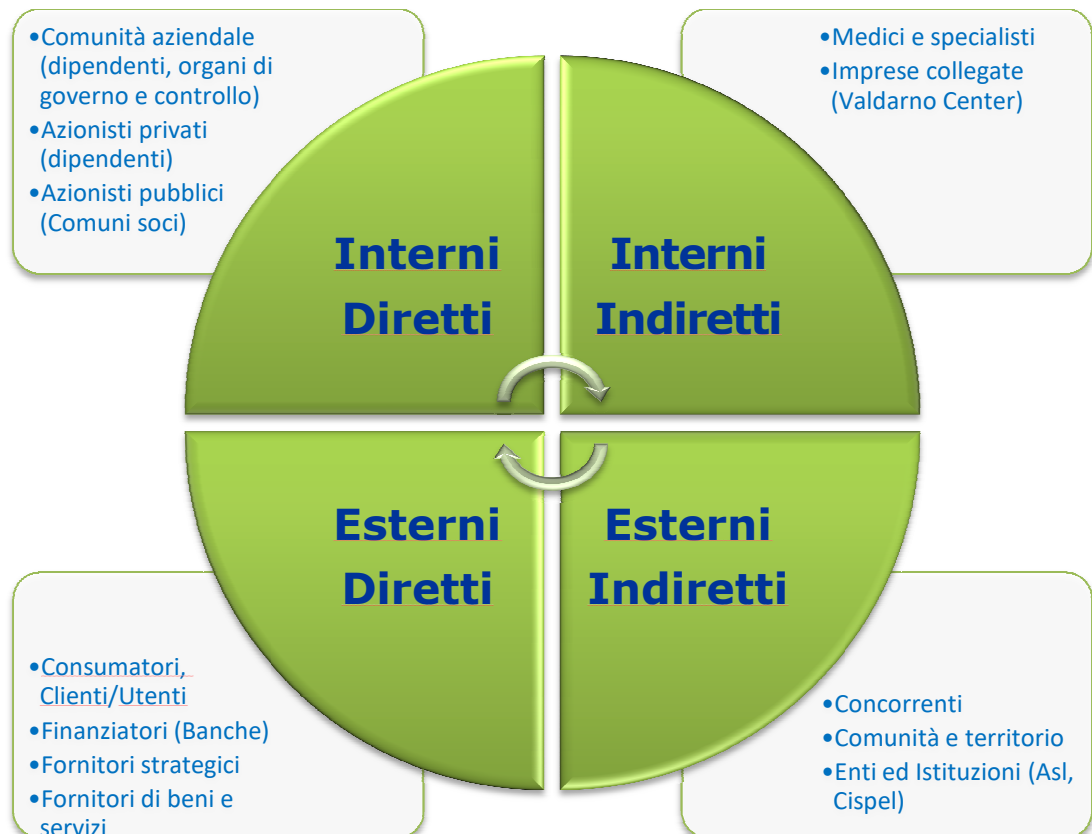 •Comunità aziendale
(dipendenti, organi di
governo e controllo)
•Azionisti privati
(dipendenti)
•Azionisti pubblici
(Comuni soci)
•Medici e specialisti
•Imprese collegate
(Valdarno Center)
Interni
Diretti
Interni
Indiretti
Esterni
Diretti
Esterni
Indiretti
•Consumatori,
Clienti/Utenti
•Finanziatori (Banche)
•Fornitori strategici
•Fornitori di beni e
servizi
•Concorrenti
•Comunità e territorio
•Enti ed Istituzioni (Asl,
Cispel)